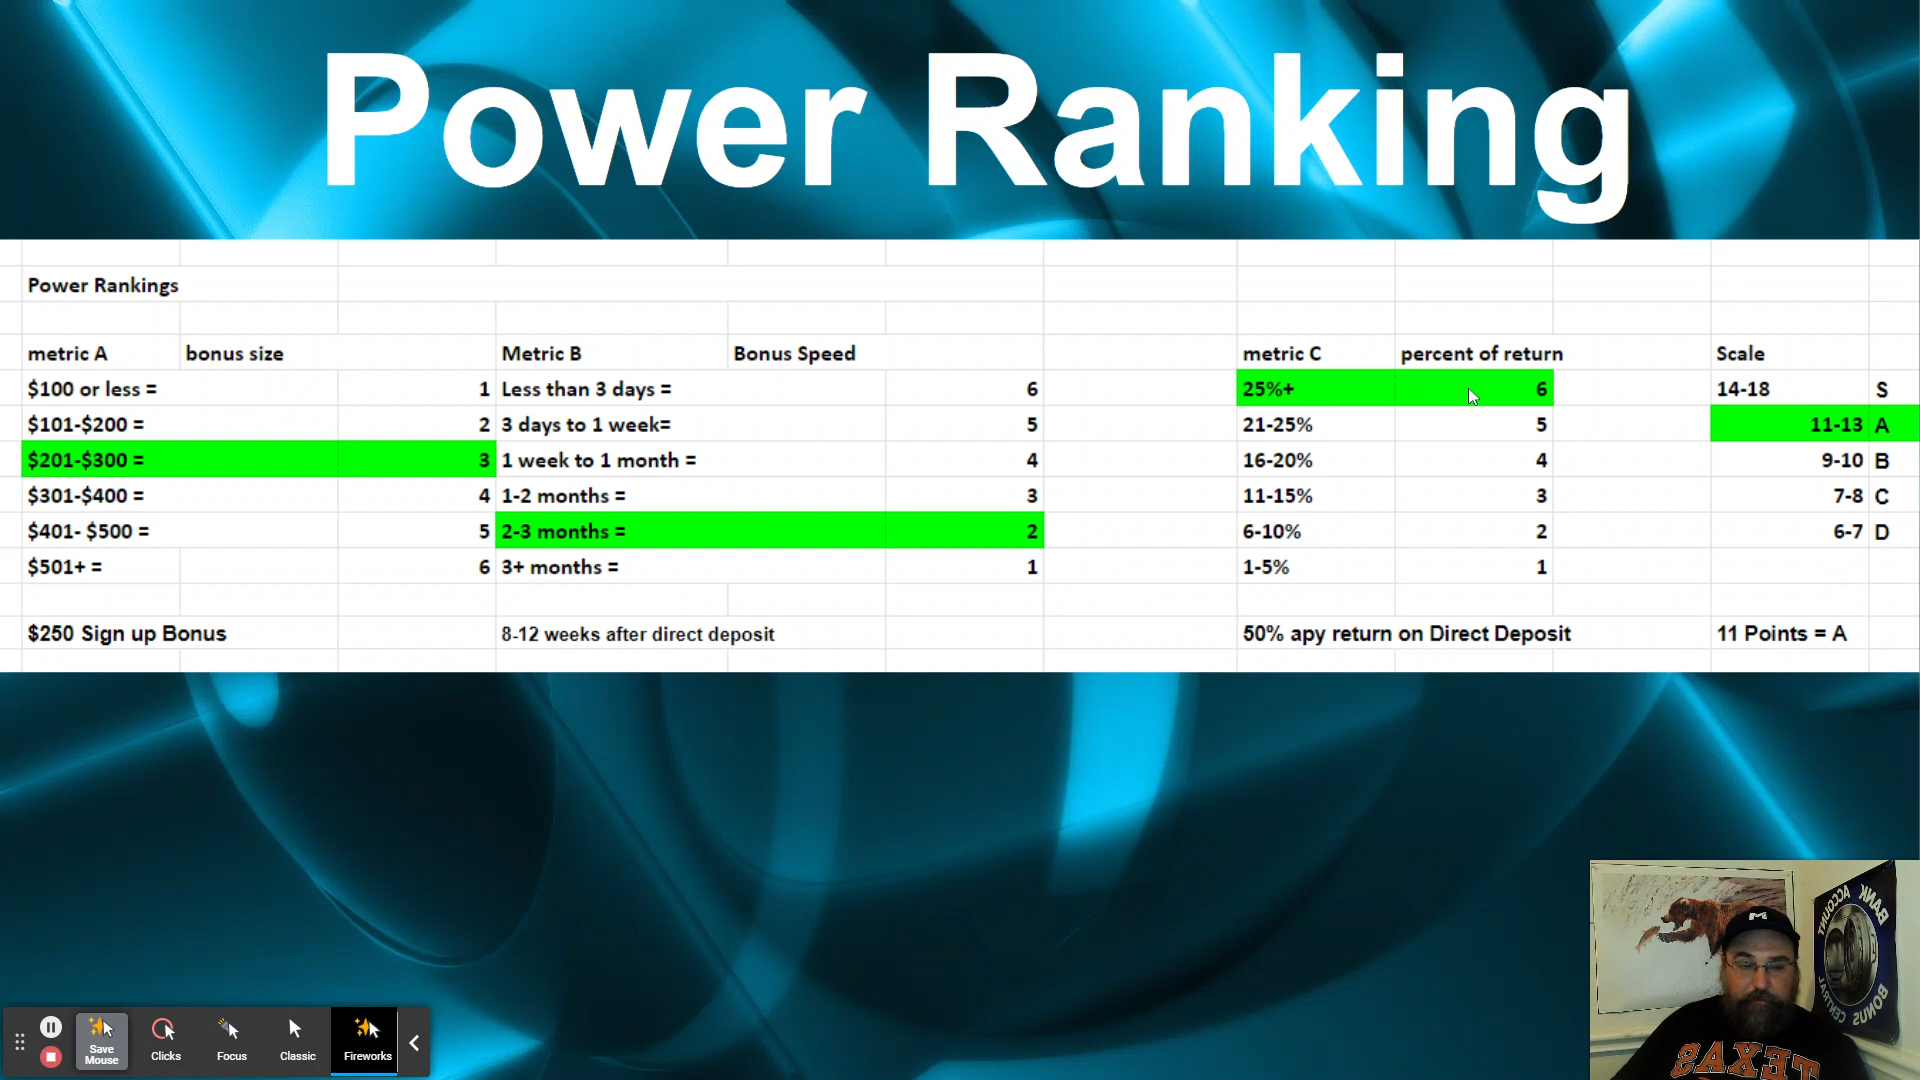 Power Ranking
Power Rankings
metric A bonus size Metric B Bonus Speed metric C percent of return Scale
$100 or less = 1 Less than 3 days = 6 25%+ 6 14-18 S
$101-$200 = 2 3 days to 1 week= 5 21-25% 5 11-13 A
$201-$300 = 3 1 week to 1 month = 4 16-20% 4 9-10 B
$301-$400 = 4 1-2 months = 3 11-15% 3 7-8 C
$401- $500 = 5 2-3 months = 2 6-10% 2 6-7 D
$501+ = 6 3+ months = 1 1-5% 1
$250 Sign up Bonus 8-12 weeks after direct deposit 50% apy return on Direct Deposit 11 Points = A
BANK ACCOUNT
BONUS CENTRAL
M
TEXAS
Save Mouse Clicks Focus Classic Fireworks